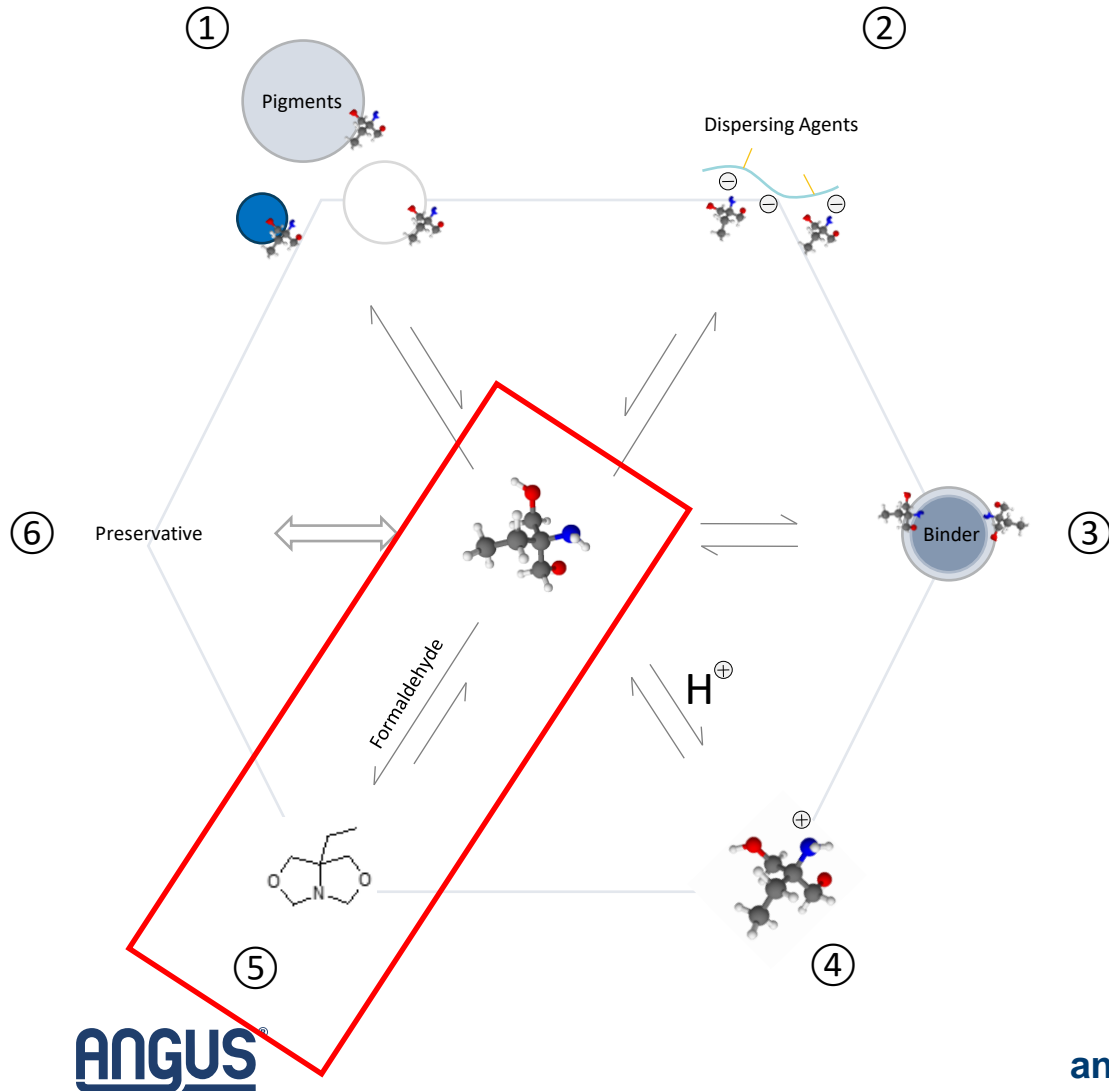 ①
②
Pigments
Dispersing Agents
⊖
⊖
⊖
⑥
Preservative
Binder
③
Formaldehyde
H⊕
⊕
O
N
O
⑤
④
ANGUS®
an